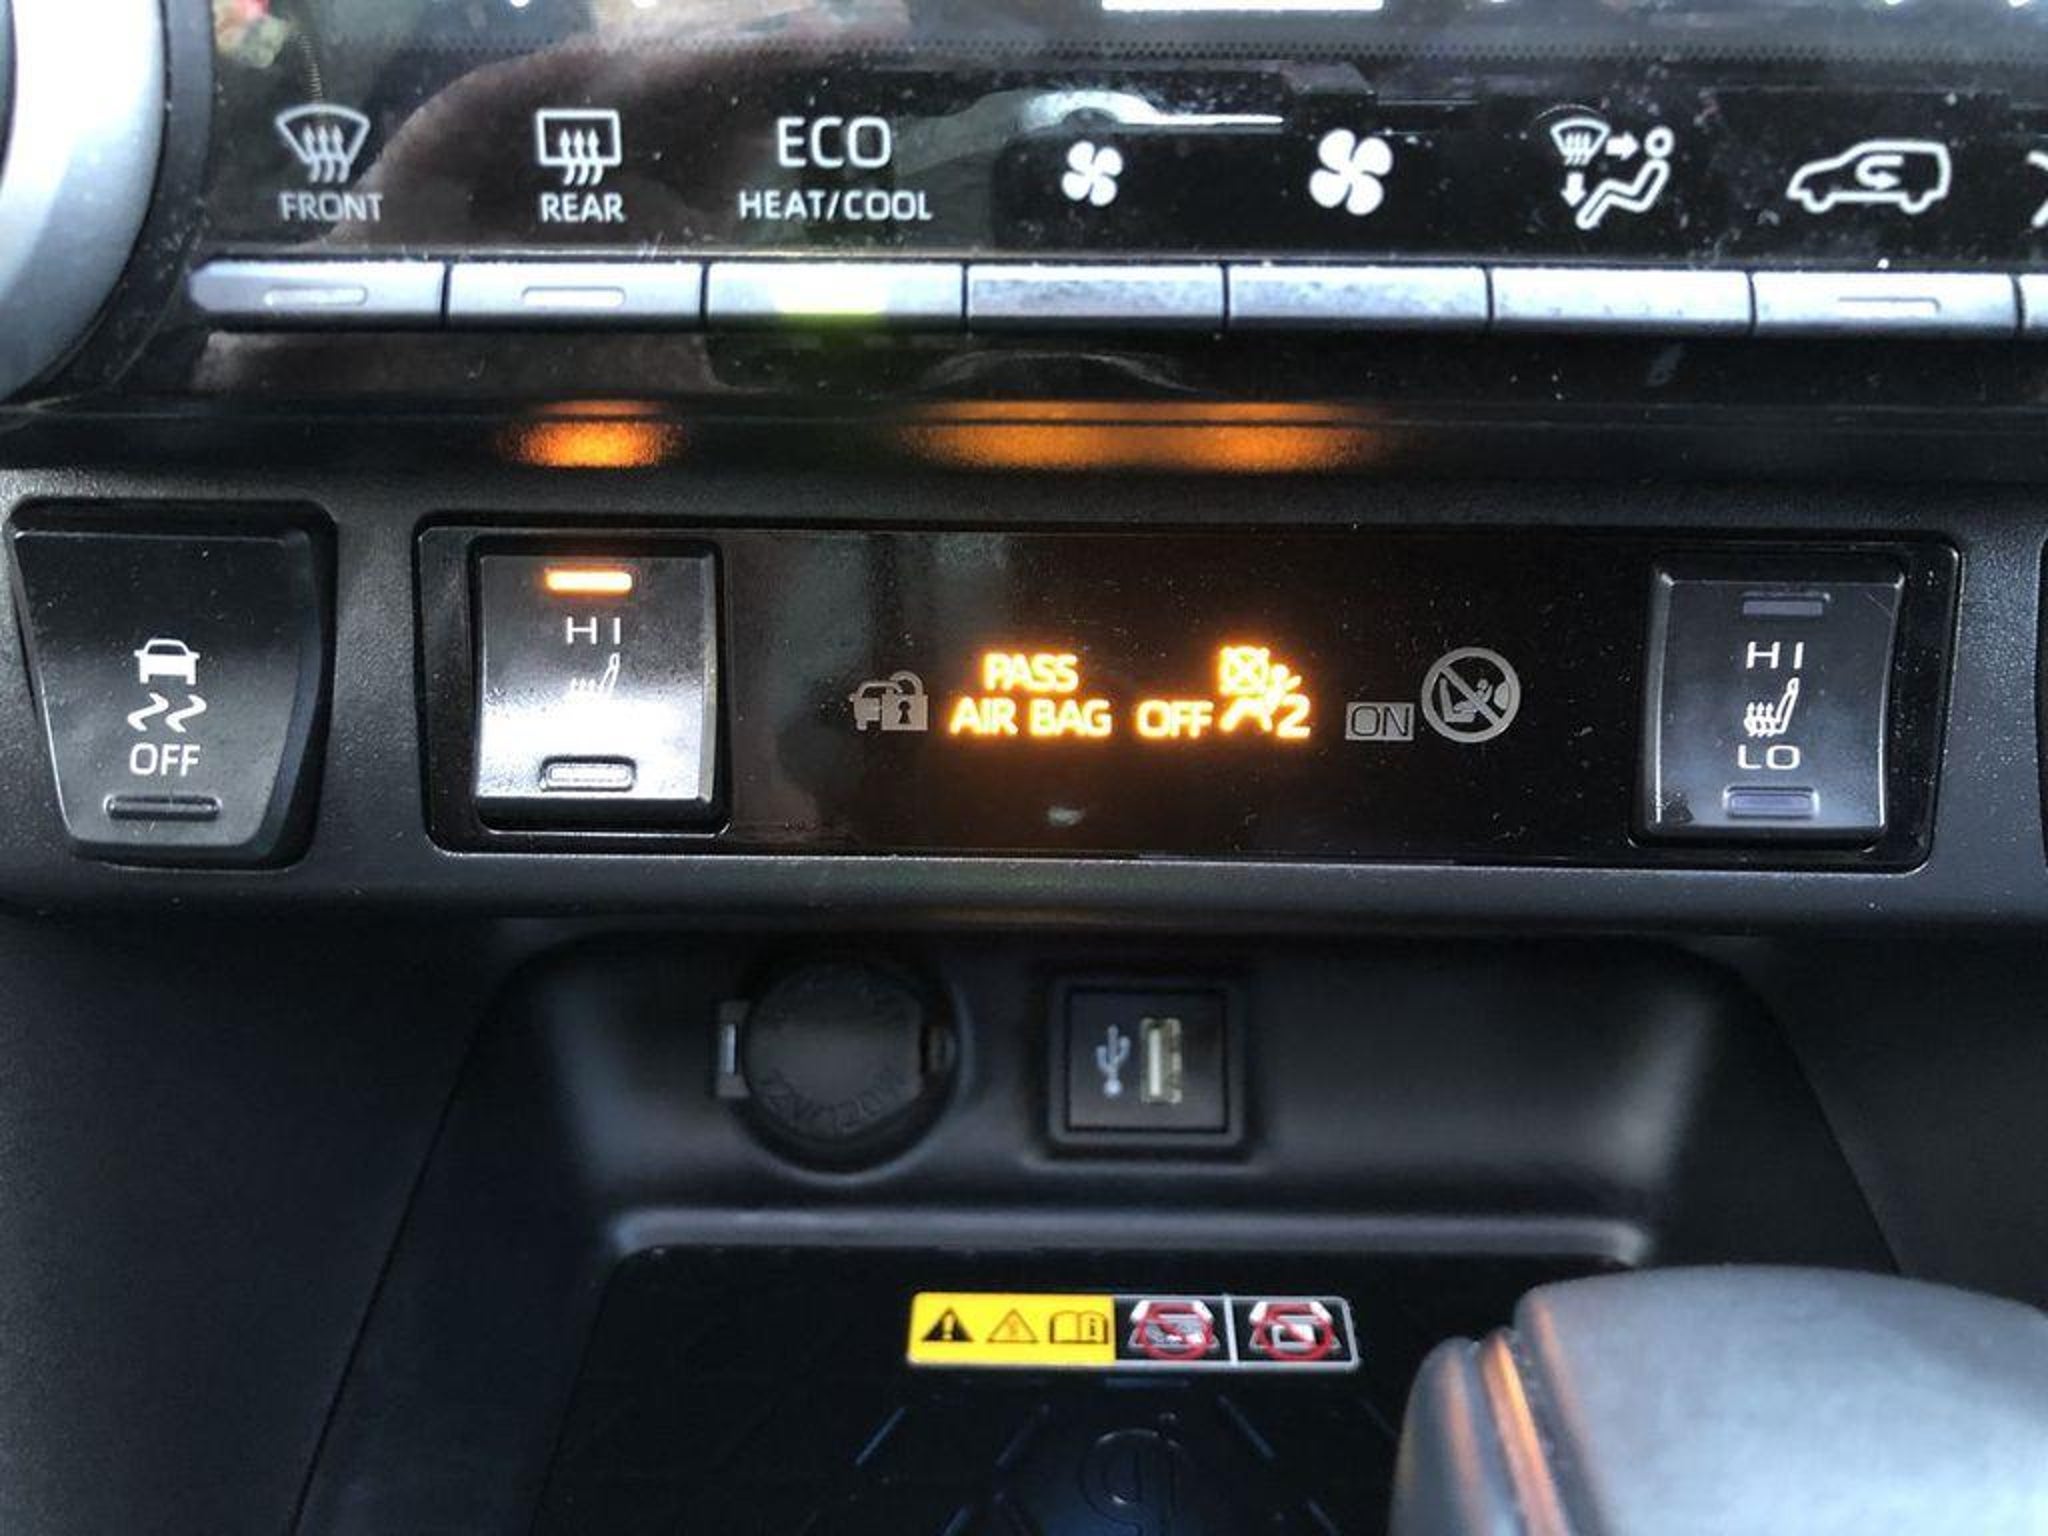 FRONT
REAR
ECO
HEAT/COOL
OFF
HI
PASS
AIR BAG OFF 2
ON
HI
LO